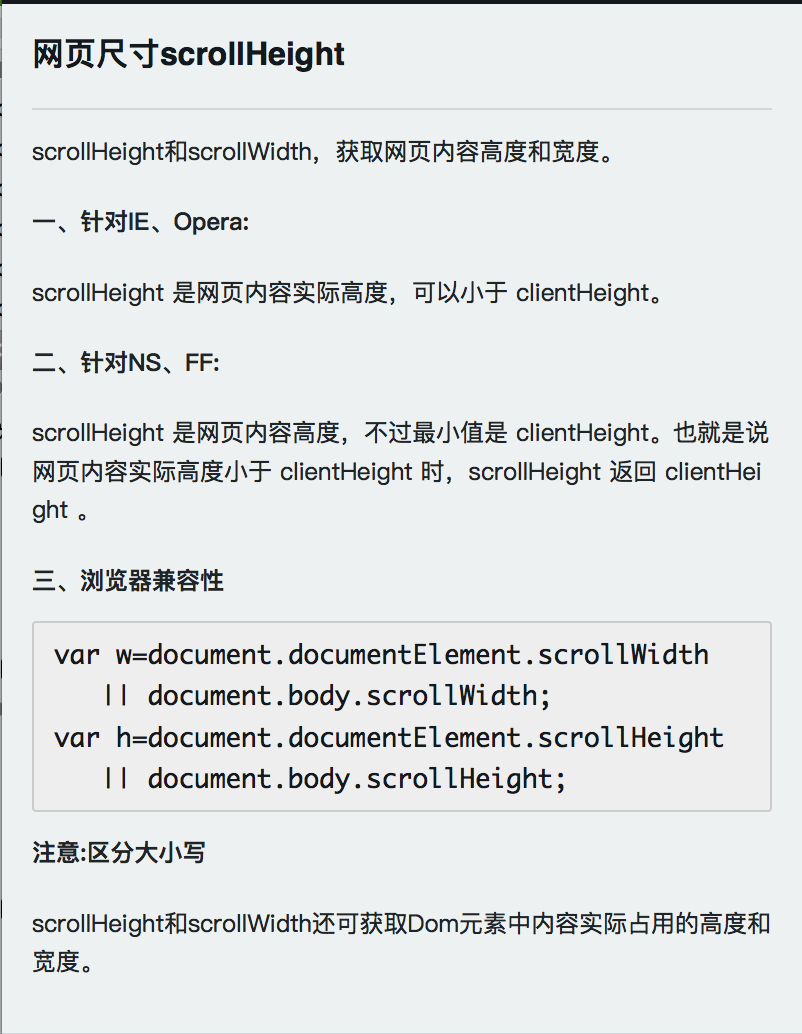 网页尺寸scrollHeight
scrollHeight和scrollWidth，获取网页内容高度和宽度。
一、针对IE、Opera:
scrollHeight 是网页内容实际高度，可以小于 clientHeight。
二、针对NS、FF:
scrollHeight 是网页内容高度，不过最小值是 clientHeight。也就是说
网页内容实际高度小于 clientHeight 时，scrollHeight 返回 clientHei
ght 。
三、浏览器兼容性
var w=document.documentElement.scrollWidth
   || document.body.scrollWidth;
var h=document.documentElement.scrollHeight
   || document.body.scrollHeight;
注意:区分大小写
scrollHeight和scrollWidth还可获取Dom元素中内容实际占用的高度和
宽度。